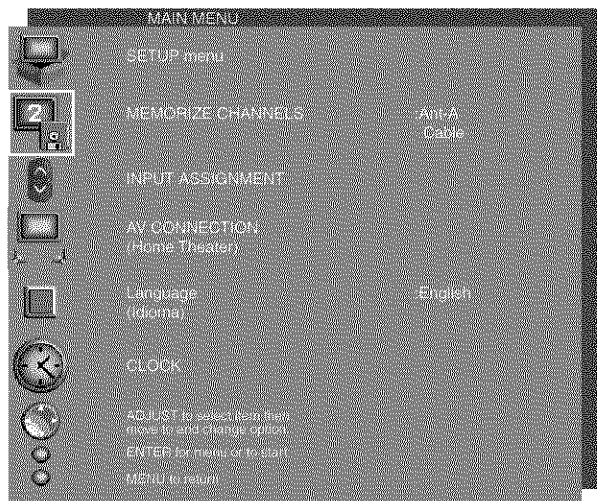 MAIN MENU
SETUP menu
2
MEMORIZE CHANNELS :Ant-A
Cable
INPUT ASSIGNMENT
AV CONNECTION
(Home Theater)
Language :English
(Idioma)
CLOCK
ADJUST to select item then
move to and change option
ENTER for menu or to start
MENU to return